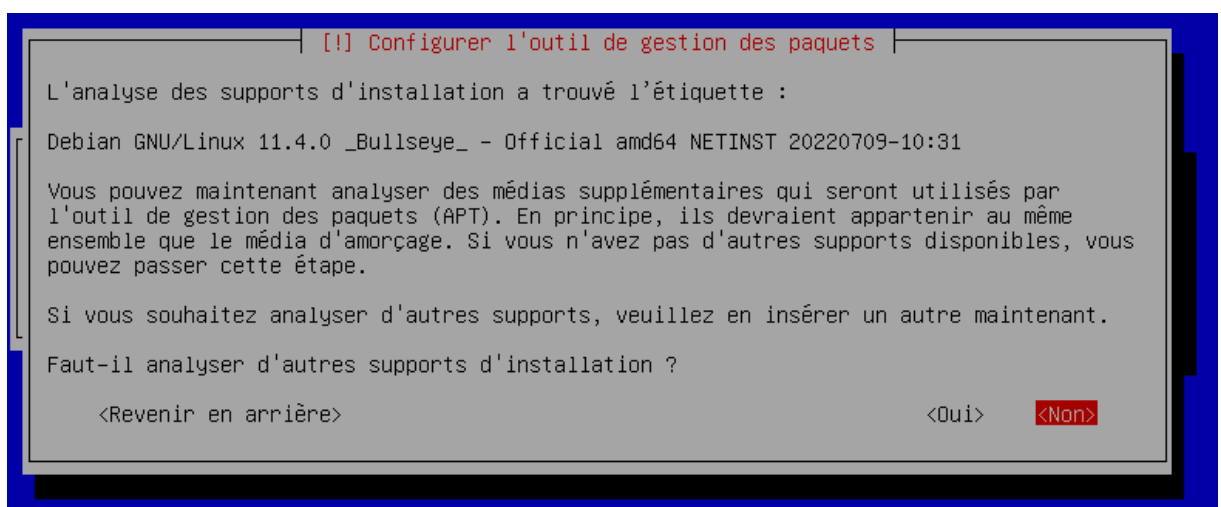 [!] Configurer l'outil de gestion des paquets
L'analyse des supports d'installation a trouvé l’étiquette :
Debian GNU/Linux 11.4.0 _Bullseye_ - Official amd64 NETINST 20220709-10:31
Vous pouvez maintenant analyser des médias supplémentaires qui seront utilisés par
l'outil de gestion des paquets (APT). En principe, ils devraient appartenir au même
ensemble que le média d'amorçage. Si vous n'avez pas d'autres supports disponibles, vous
pouvez passer cette étape.
Si vous souhaitez analyser d'autres supports, veuillez en insérer un autre maintenant.
Faut-il analyser d'autres supports d'installation ?
<Revenir en arrière> <Oui> <Non>